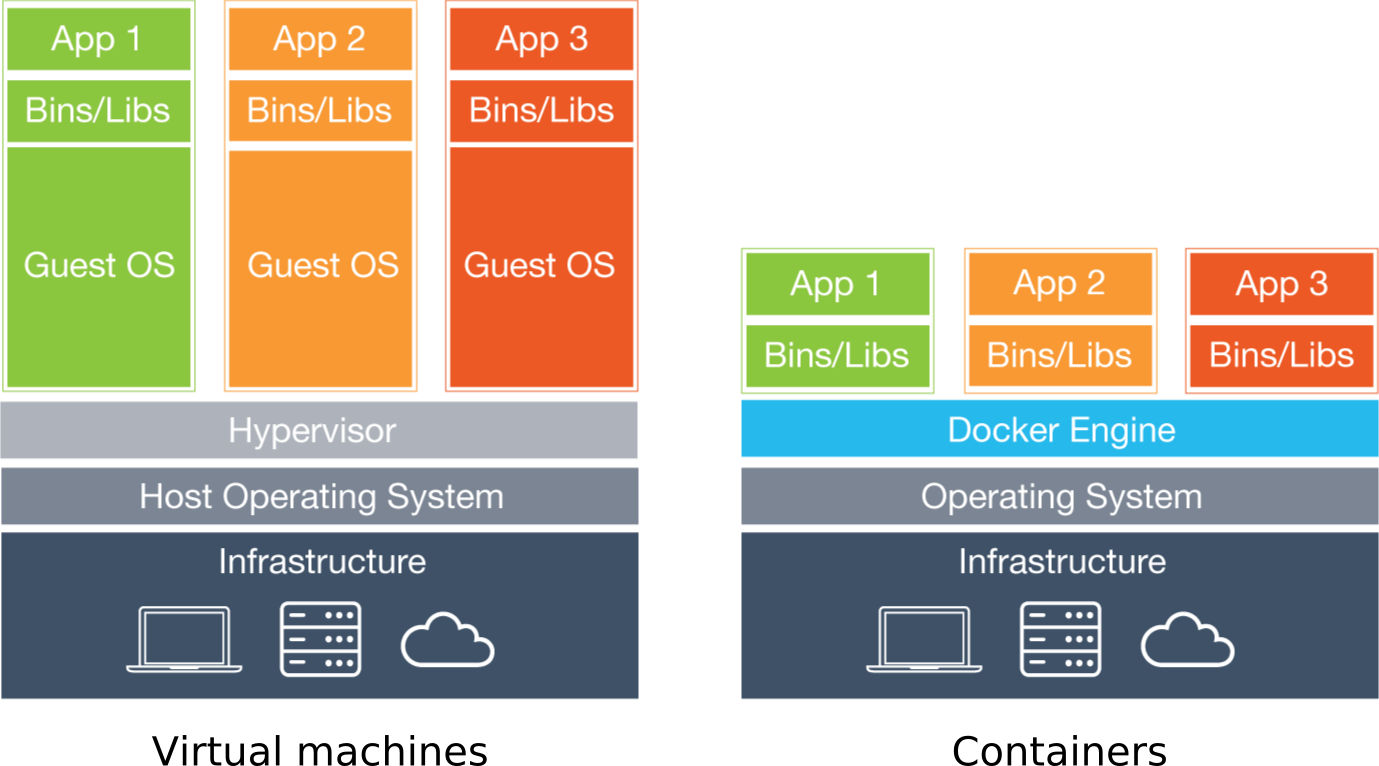 App 1
App 2
App 3
Bins/Libs
Bins/Libs
Bins/Libs
Guest OS
Guest OS
Guest OS
Hypervisor
Host Operating System
Infrastructure
Virtual machines
App 1
App 2
App 3
Bins/Libs
Bins/Libs
Bins/Libs
Docker Engine
Operating System
Infrastructure
Containers